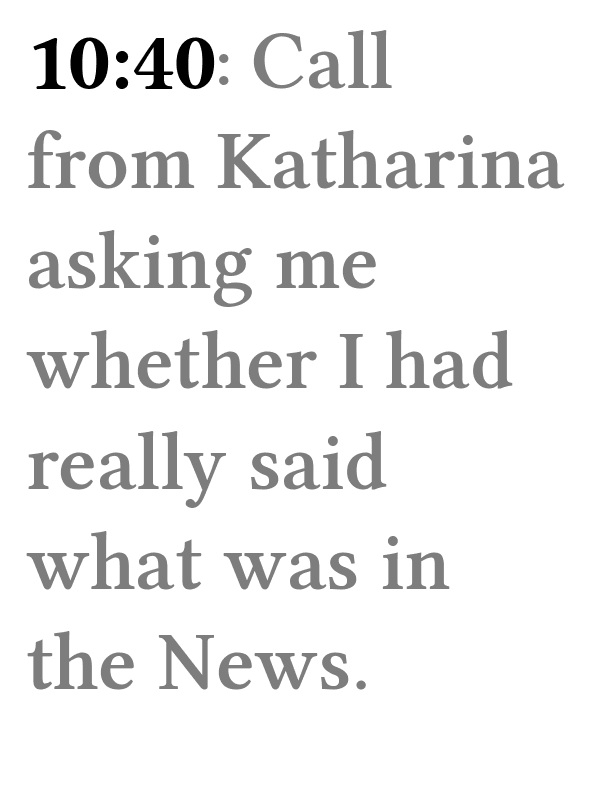 10:40: Call
from Katharina
asking me
whether I had
really said
what was in
the News.